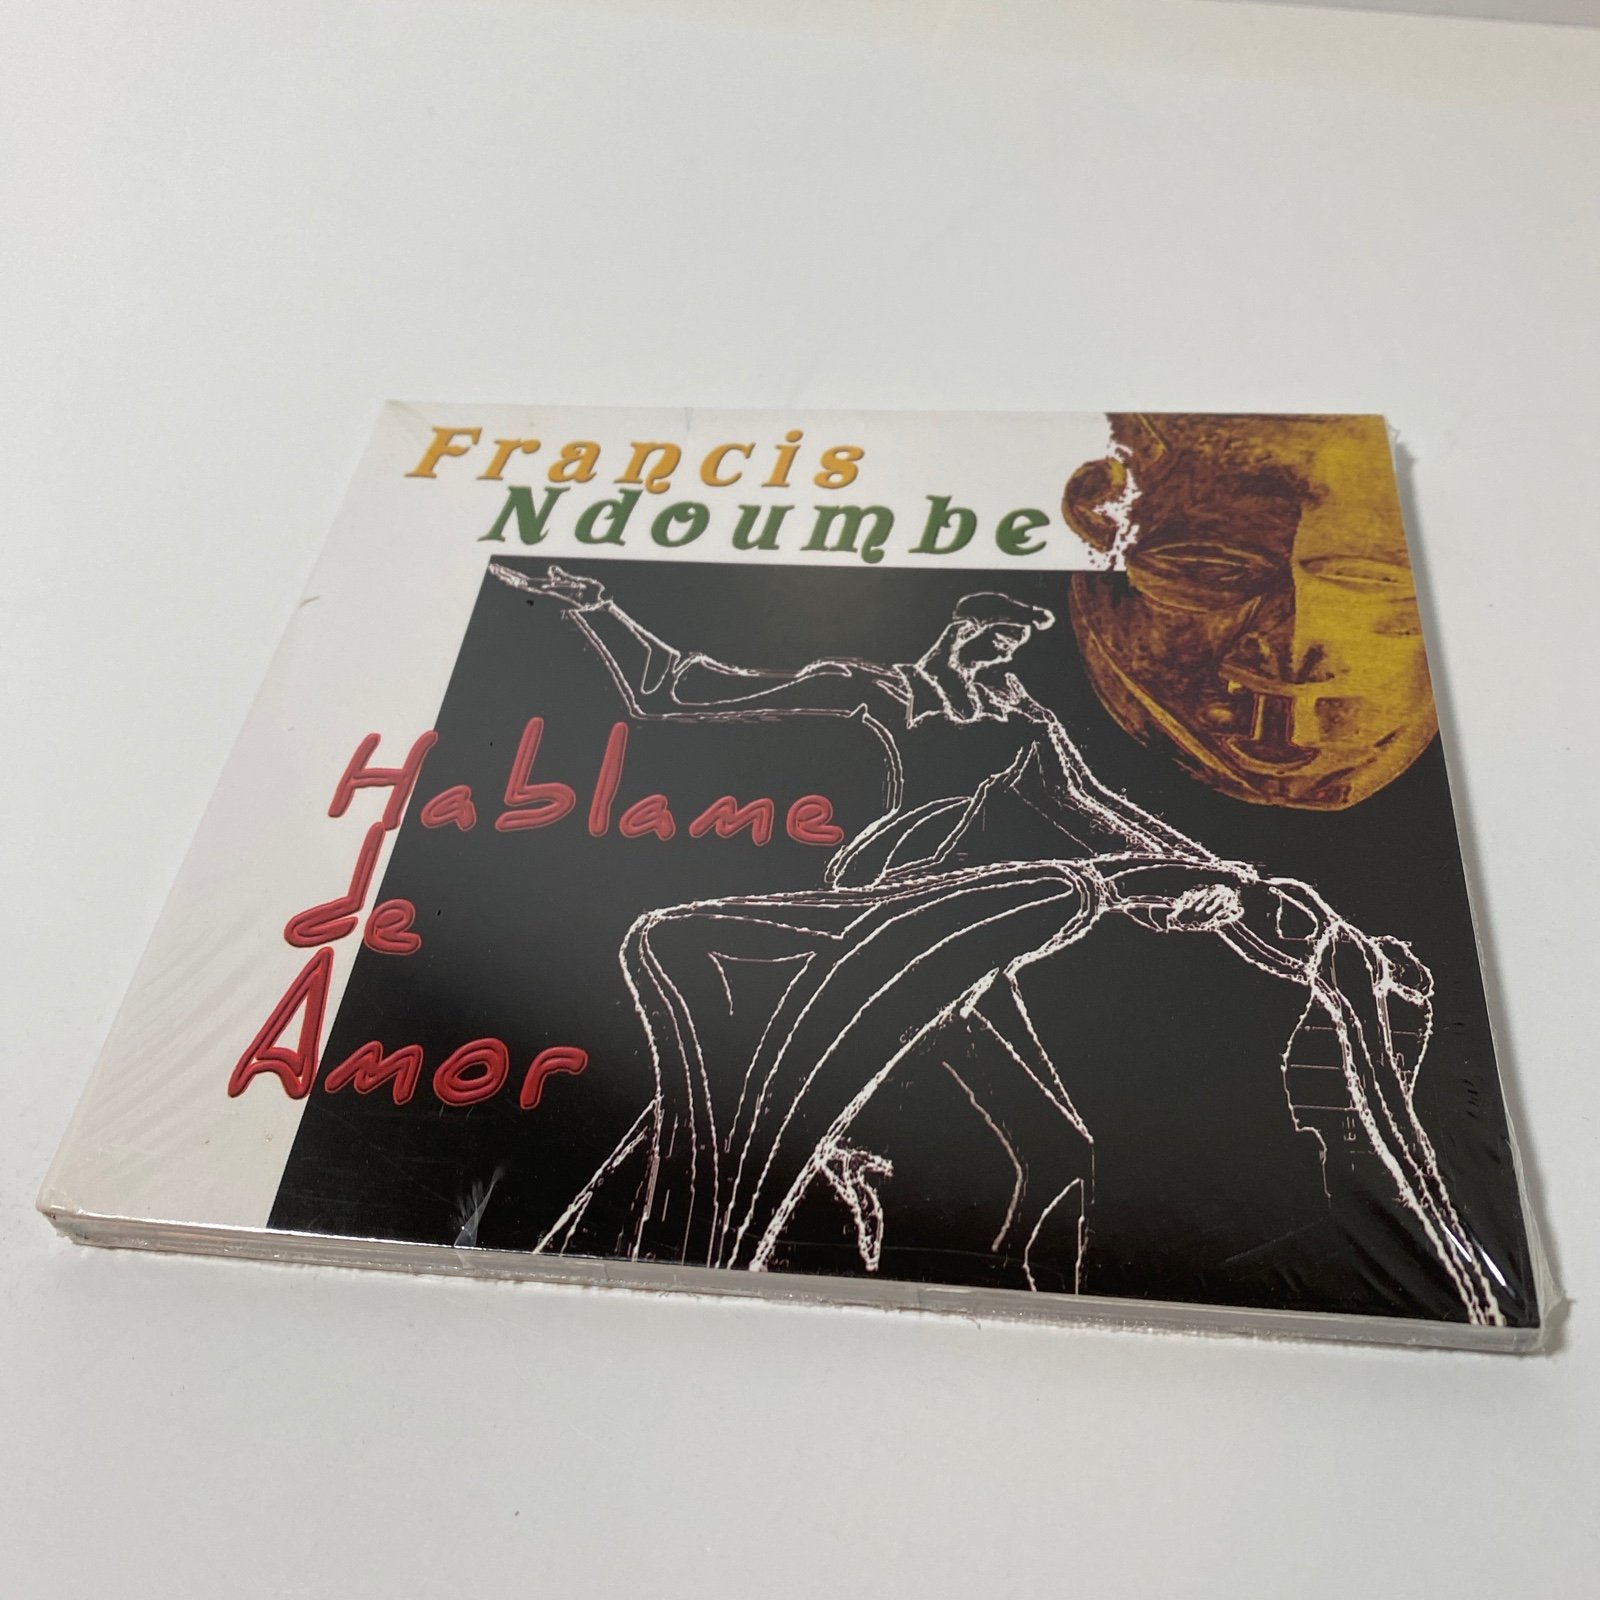 Francis
Ndoumbe
Hablame
de
Amor